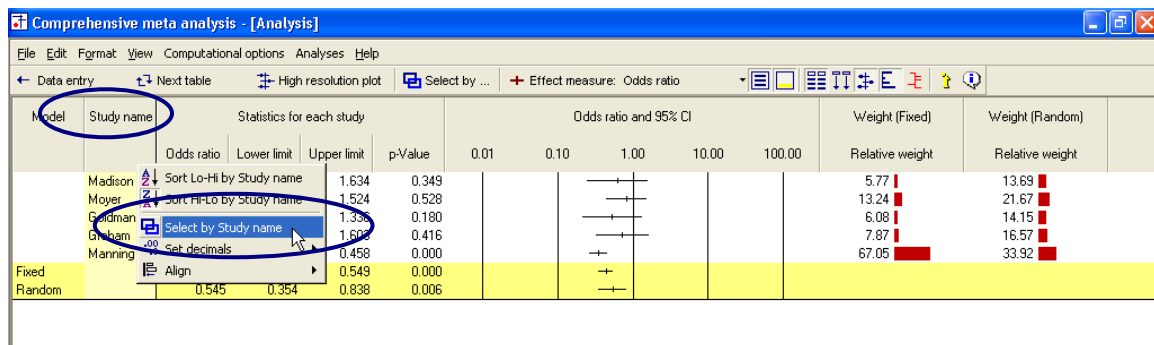 Comprehensive meta analysis - [Analysis]
File Edit Format View Computational options Analyses Help
Data entry Next table High resolution plot Select by ... Effect measure: Odds ratio
Model Study name Statistics for each study Odds ratio and 95% CI Weight (Fixed) Weight (Random)
Odds ratio Lower limit Upper limit p-Value 0.01 0.10 1.00 10.00 100.00 Relative weight Relative weight
Madison Sort Lo-Hi by Study name 1.634 0.349 5.77 13.69
Moyer Sort Hi-Lo by Study name 1.524 0.528 13.24 21.67
Goldman 1.336 0.180 6.08 14.15
Select by Study name
Graham 1.603 0.416 7.87 16.57
Manning Set decimals 0.458 0.000 67.05 33.92
Fixed Align 0.549 0.000
Random 0.545 0.354 0.838 0.006